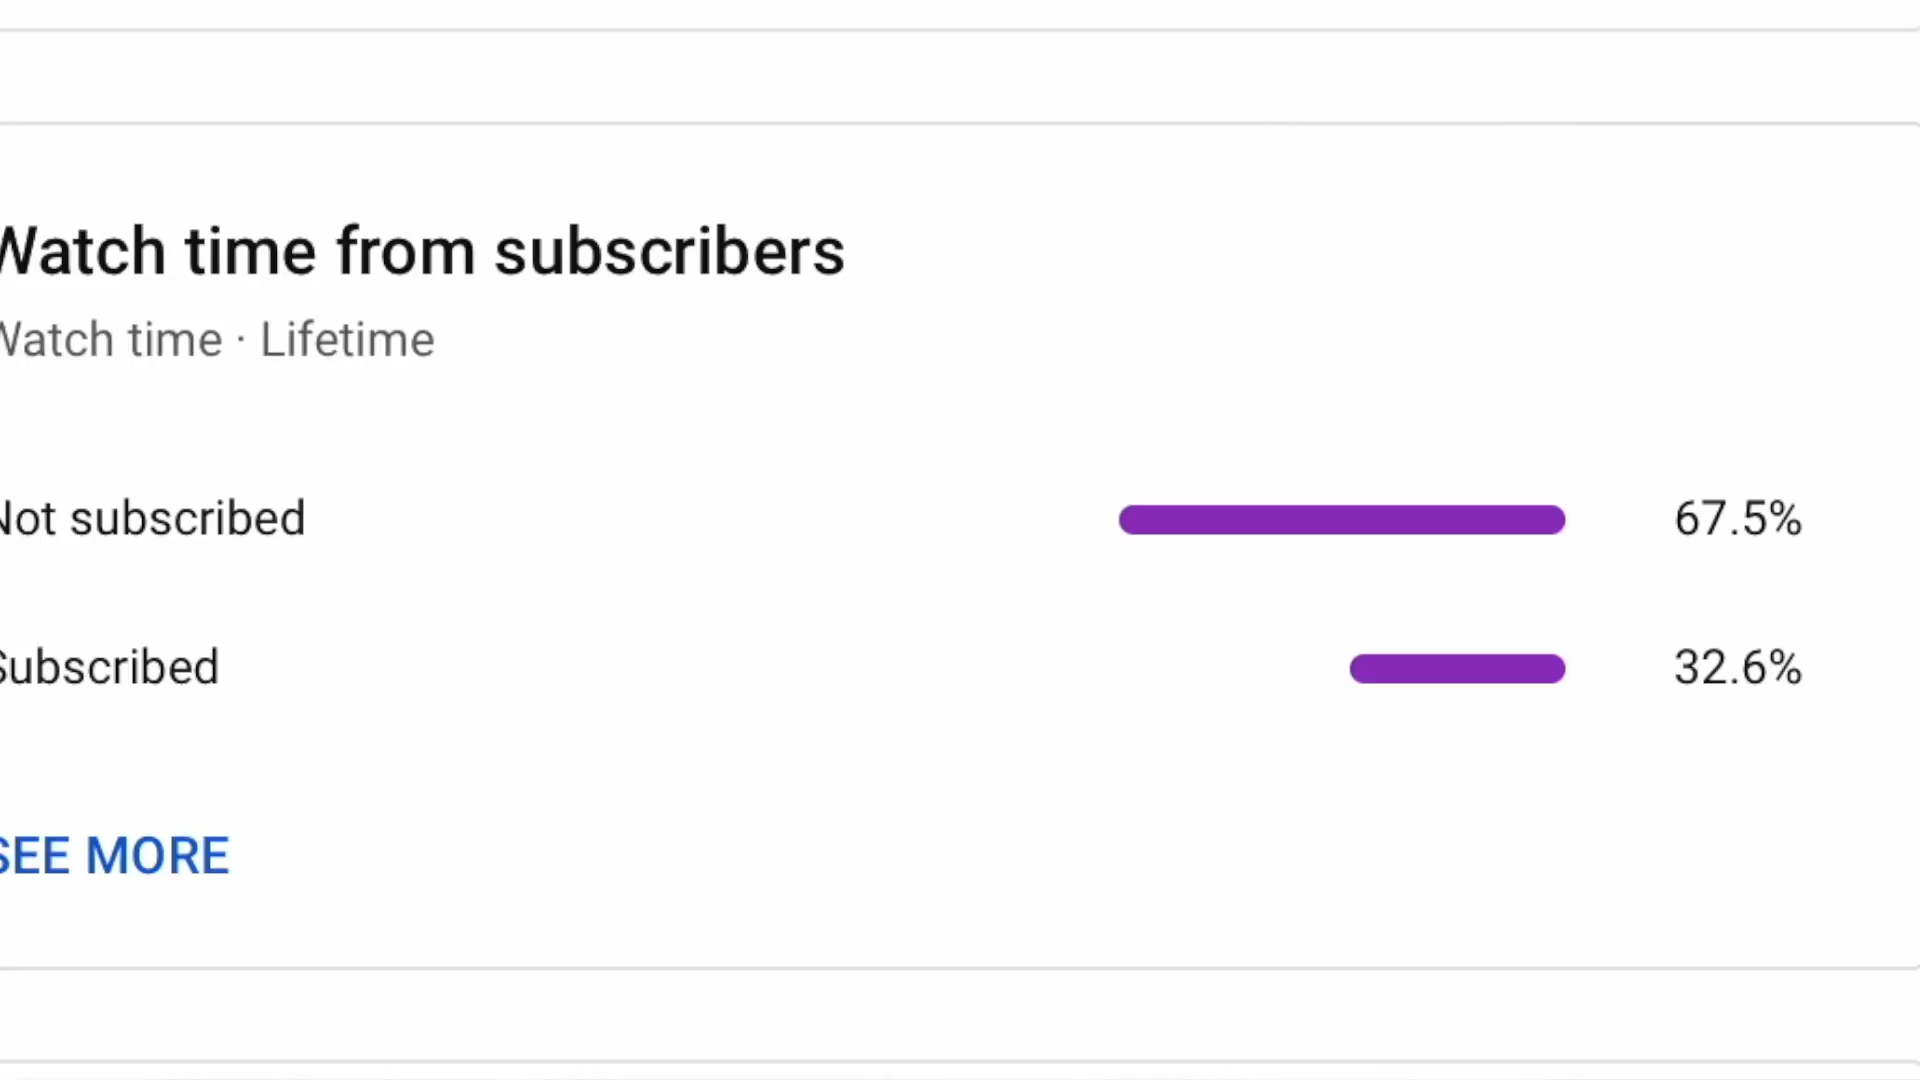 Watch time from subscribers
Watch time · Lifetime
Not subscribed 67.5%
Subscribed 32.6%
SEE MORE